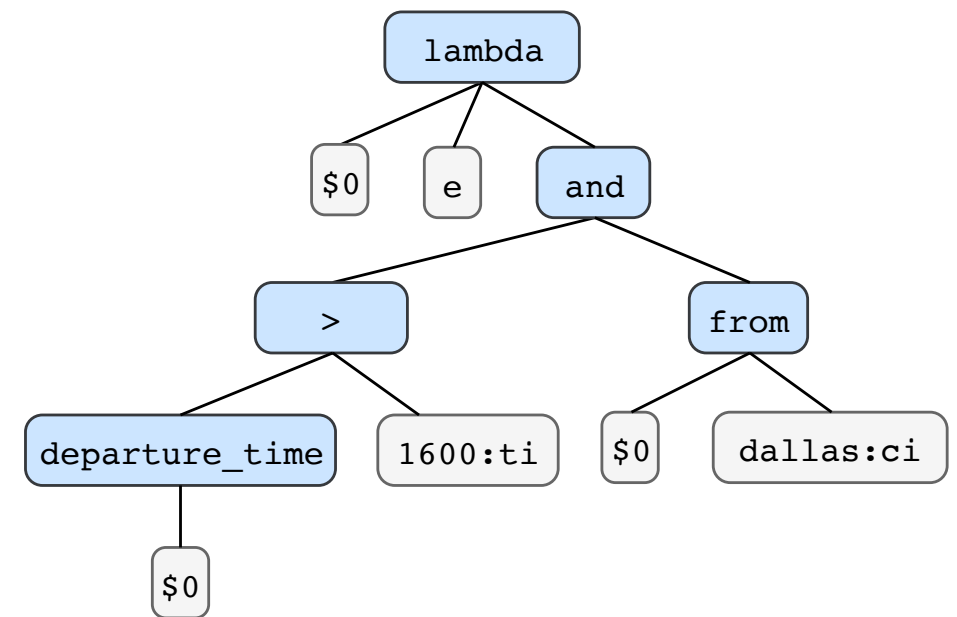 lambda
$0 e and
> from
departure_time 1600:ti $0 dallas:ci
$0